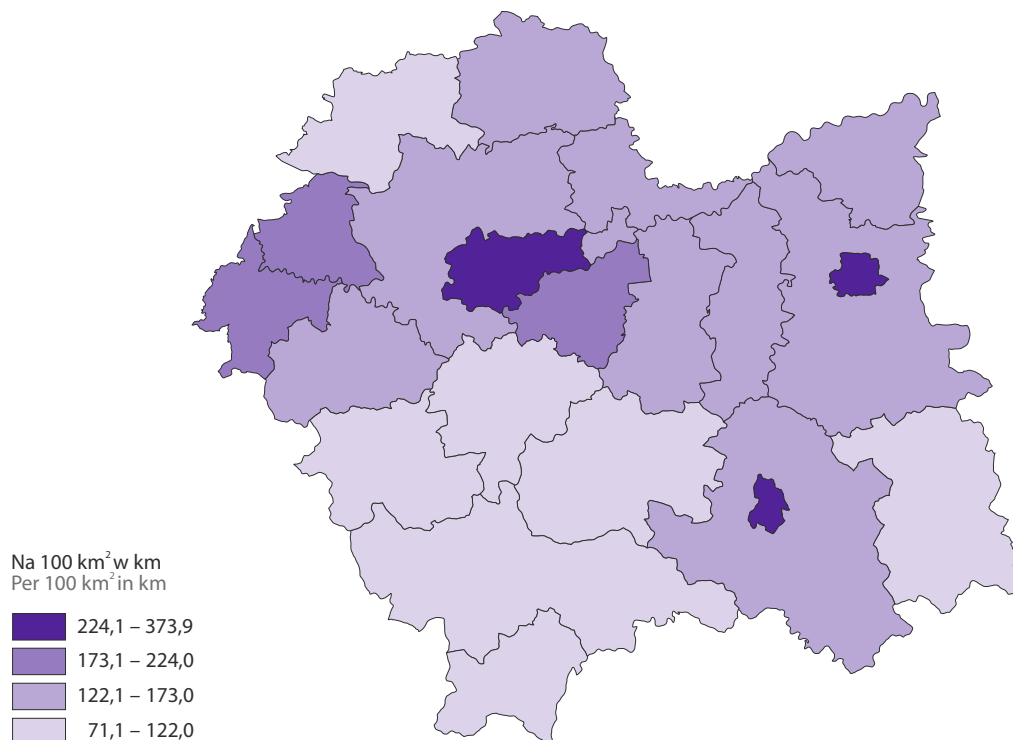 Na 100 km² w km
Per 100 km² in km
224,1 – 373,9
173,1 – 224,0
122,1 – 173,0
71,1 – 122,0